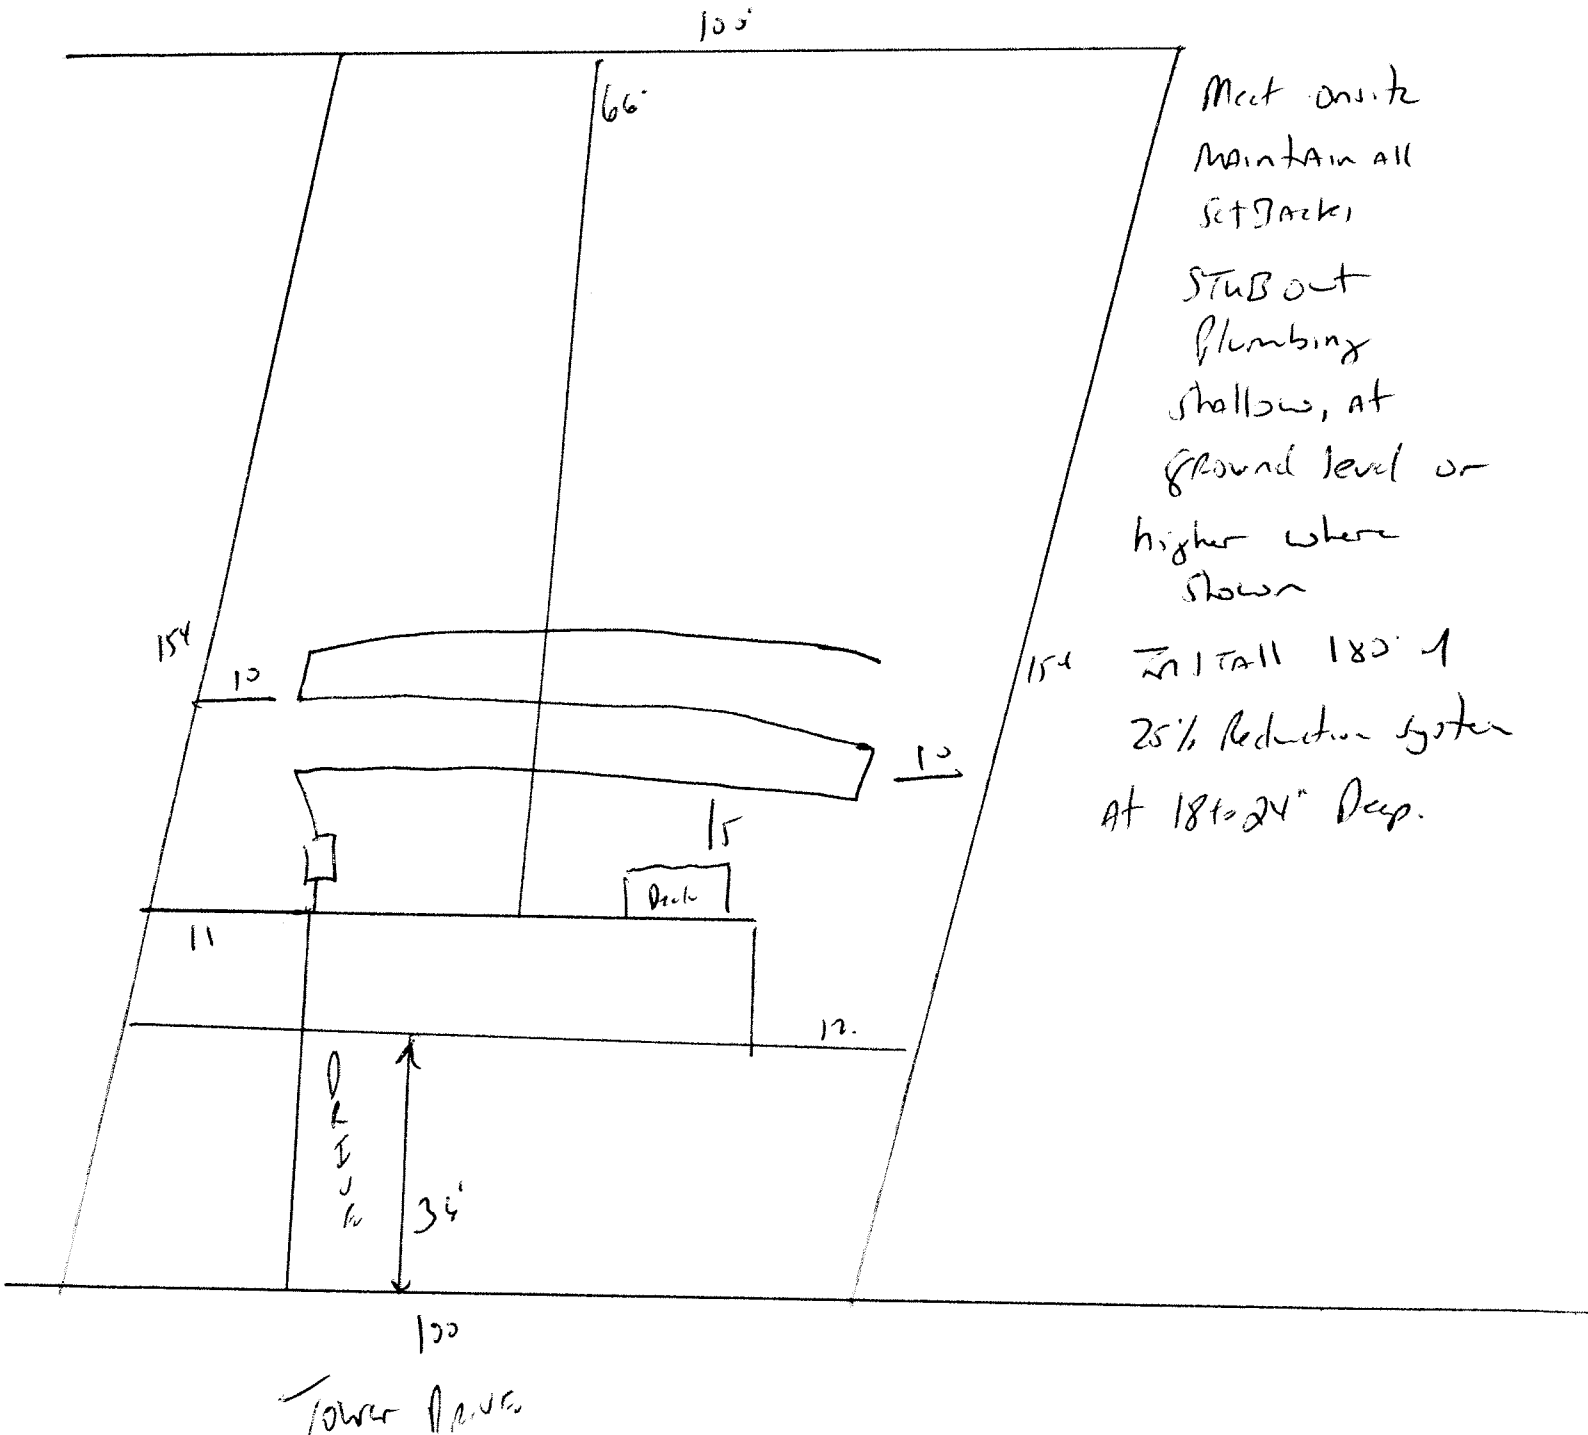 100'
66'
Meet onsite
Maintain all
SetBacks
STUB out
Plumbing
shallow, At
ground level or
higher where
shown
Install 180' of
25% Reduction system
At 18 to 24" Deep.
154
10
154
10
15
Deck
11
12.
DRIVE
100
Tower Drive